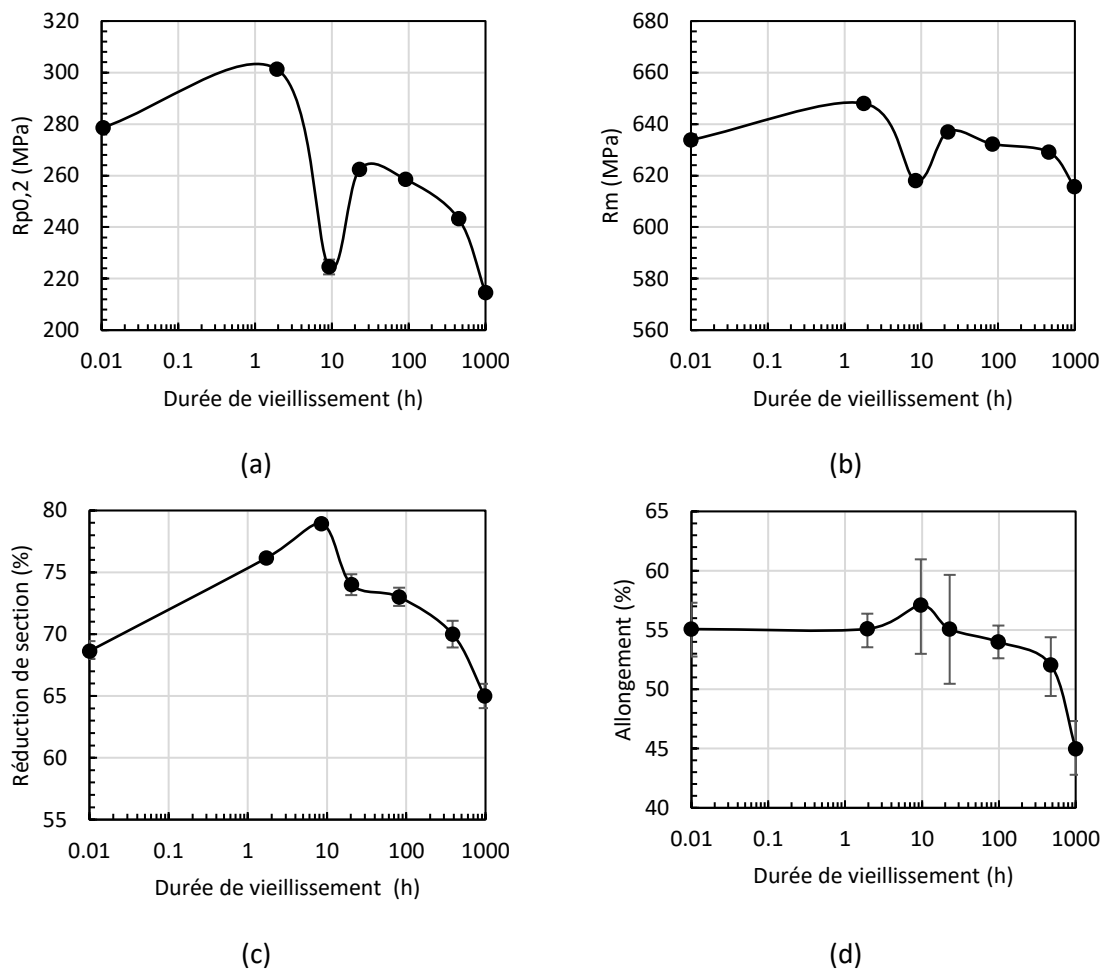 320
300
280
260
240
220
200
Rp0,2 (MPa)
0.01 0.1 1 10 100 1000
Durée de vieillissement (h)
(a)
680
660
640
620
600
580
560
Rm (MPa)
0.01 0.1 1 10 100 1000
Durée de vieillissement (h)
(b)
80
75
70
65
60
55
Réduction de section (%)
0.01 0.1 1 10 100 1000
Durée de vieillissement (h)
(c)
65
60
55
50
45
40
Allongement (%)
0.01 0.1 1 10 100 1000
Durée de vieillissement (h)
(d)